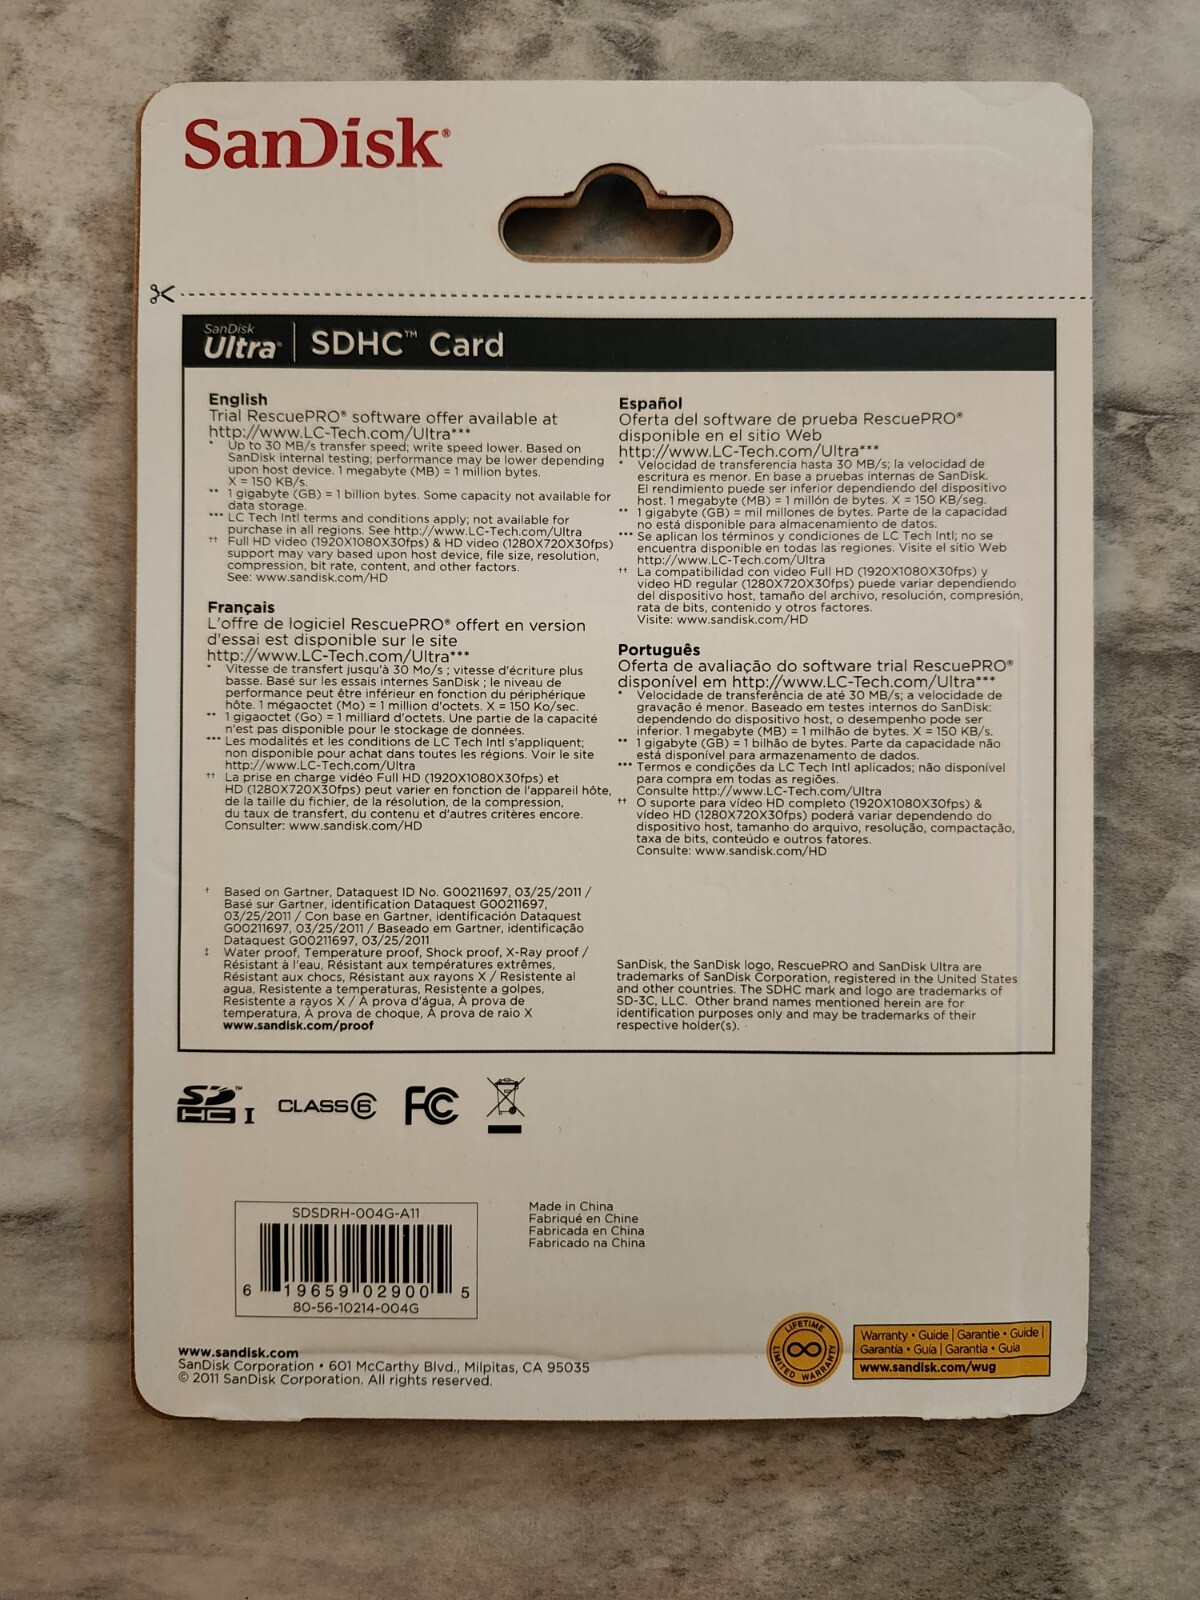 SanDisk®
SanDisk
Ultra®
SDHC™ Card
English
Trial RescuePRO® software offer available at
http://www.LC-Tech.com/Ultra***
* Up to 30 MB/s transfer speed; write speed lower. Based on
SanDisk internal testing; performance may be lower depending
upon host device. 1 megabyte (MB) = 1 million bytes.
X = 150 KB/s.
** 1 gigabyte (GB) = 1 billion bytes. Some capacity not available for
data storage.
*** LC Tech Intl terms and conditions apply; not available for
purchase in all regions. See http://www.LC-Tech.com/Ultra
†† Full HD video (1920X1080X30fps) & HD video (1280X720X30fps)
support may vary based upon host device, file size, resolution,
compression, bit rate, content, and other factors.
See: www.sandisk.com/HD
Français
L'offre de logiciel RescuePRO® offert en version
d'essai est disponible sur le site
http://www.LC-Tech.com/Ultra***
* Vitesse de transfert jusqu'à 30 Mo/s ; vitesse d'écriture plus
basse. Basé sur les essais internes SanDisk ; le niveau de
performance peut être inférieur en fonction du périphérique
hôte. 1 mégaoctet (Mo) = 1 million d'octets. X = 150 Ko/sec.
** 1 gigaoctet (Go) = 1 milliard d'octets. Une partie de la capacité
n'est pas disponible pour le stockage de données.
*** Les modalités et les conditions de LC Tech Intl s'appliquent;
non disponible pour achat dans toutes les régions. Voir le site
http://www.LC-Tech.com/Ultra
†† La prise en charge vidéo Full HD (1920X1080X30fps) et
HD (1280X720X30fps) peut varier en fonction de l'appareil hôte,
de la taille du fichier, de la résolution, de la compression,
du taux de transfert, du contenu et d'autres critères encore.
Consulter: www.sandisk.com/HD
Español
Oferta del software de prueba RescuePRO®
disponible en el sitio Web
http://www.LC-Tech.com/Ultra***
* Velocidad de transferencia hasta 30 MB/s; la velocidad de
escritura es menor. En base a pruebas internas de SanDisk.
El rendimiento puede ser inferior dependiendo del dispositivo
host. 1 megabyte (MB) = 1 millón de bytes. X = 150 KB/seg.
** 1 gigabyte (GB) = mil millones de bytes. Parte de la capacidad
no está disponible para almacenamiento de datos.
*** Se aplican los términos y condiciones de LC Tech Intl; no se
encuentra disponible en todas las regiones. Visite el sitio Web
http://www.LC-Tech.com/Ultra
†† La compatibilidad con video Full HD (1920X1080X30fps) y
video HD regular (1280X720X30fps) puede variar dependiendo
del dispositivo host, tamaño del archivo, resolución, compresión,
rata de bits, contenido y otros factores.
Visite: www.sandisk.com/HD
Português
Oferta de avaliação do software trial RescuePRO®
disponível em http://www.LC-Tech.com/Ultra***
* Velocidade de transferência de até 30 MB/s; a velocidade de
gravação é menor. Baseado em testes internos do SanDisk:
dependendo do dispositivo host, o desempenho pode ser
inferior. 1 megabyte (MB) = 1 milhão de bytes. X = 150 KB/s.
** 1 gigabyte (GB) = 1 bilhão de bytes. Parte da capacidade não
está disponível para armazenamento de dados.
*** Termos e condições da LC Tech Intl aplicados; não disponível
para compra em todas as regiões.
Consulte http://www.LC-Tech.com/Ultra
†† O suporte para vídeo HD completo (1920X1080X30fps) &
vídeo HD (1280X720X30fps) poderá variar dependendo do
dispositivo host, tamanho do arquivo, resolução, compactação,
taxa de bits, conteúdo e outros fatores.
Consulte: www.sandisk.com/HD
† Based on Gartner, Dataquest ID No. G00211697, 03/25/2011 /
Basé sur Gartner, identification Dataquest G00211697,
03/25/2011 / Con base en Gartner, identificación Dataquest
G00211697, 03/25/2011 / Baseado em Gartner, identificação
Dataquest G00211697, 03/25/2011
‡ Water proof, Temperature proof, Shock proof, X-Ray proof /
Résistant à l'eau, Résistant aux températures extrêmes,
Résistant aux chocs, Résistant aux rayons X / Resistente al
agua, Resistente a temperaturas, Resistente a golpes,
Resistente a rayos X / À prova d'água, À prova de
temperatura, À prova de choque, À prova de raio X
www.sandisk.com/proof
SanDisk, the SanDisk logo, RescuePRO and SanDisk Ultra are
trademarks of SanDisk Corporation, registered in the United States
and other countries. The SDHC mark and logo are trademarks of
SD-3C, LLC. Other brand names mentioned herein are for
identification purposes only and may be trademarks of their
respective holder(s).
SD™
HC I
CLASS 6
FC
SDSDRH-004G-A11
6 19659 02900 5
80-56-10214-004G
Made in China
Fabriqué en Chine
Fabricada en China
Fabricado na China
www.sandisk.com
SanDisk Corporation • 601 McCarthy Blvd., Milpitas, CA 95035
© 2011 SanDisk Corporation. All rights reserved.
LIFETIME
LIMITED WARRANTY
Warranty • Guide | Garantie • Guide |
Garantía • Guía | Garantia • Guia
www.sandisk.com/wug